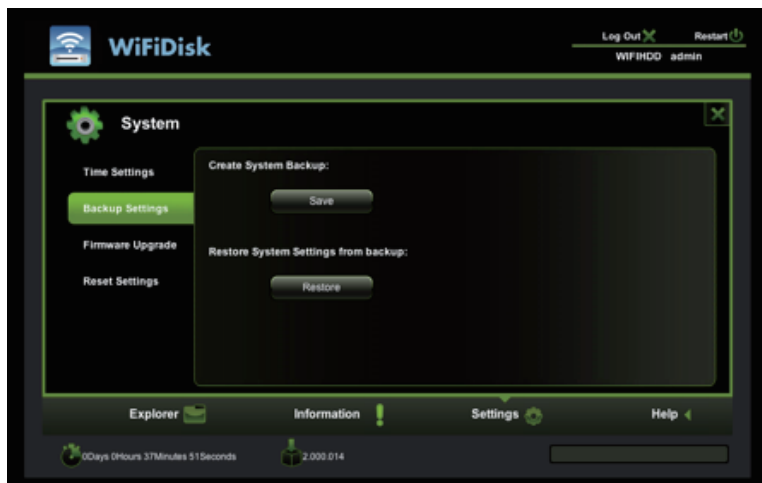 WiFiDisk
Log Out Restart
WIFIHDD admin
System
Time Settings
Backup Settings
Firmware Upgrade
Reset Settings
Create System Backup:
Save
Restore System Settings from backup:
Restore
Explorer Information Settings Help
0Days 0Hours 37Minutes 51Seconds 2.000.014